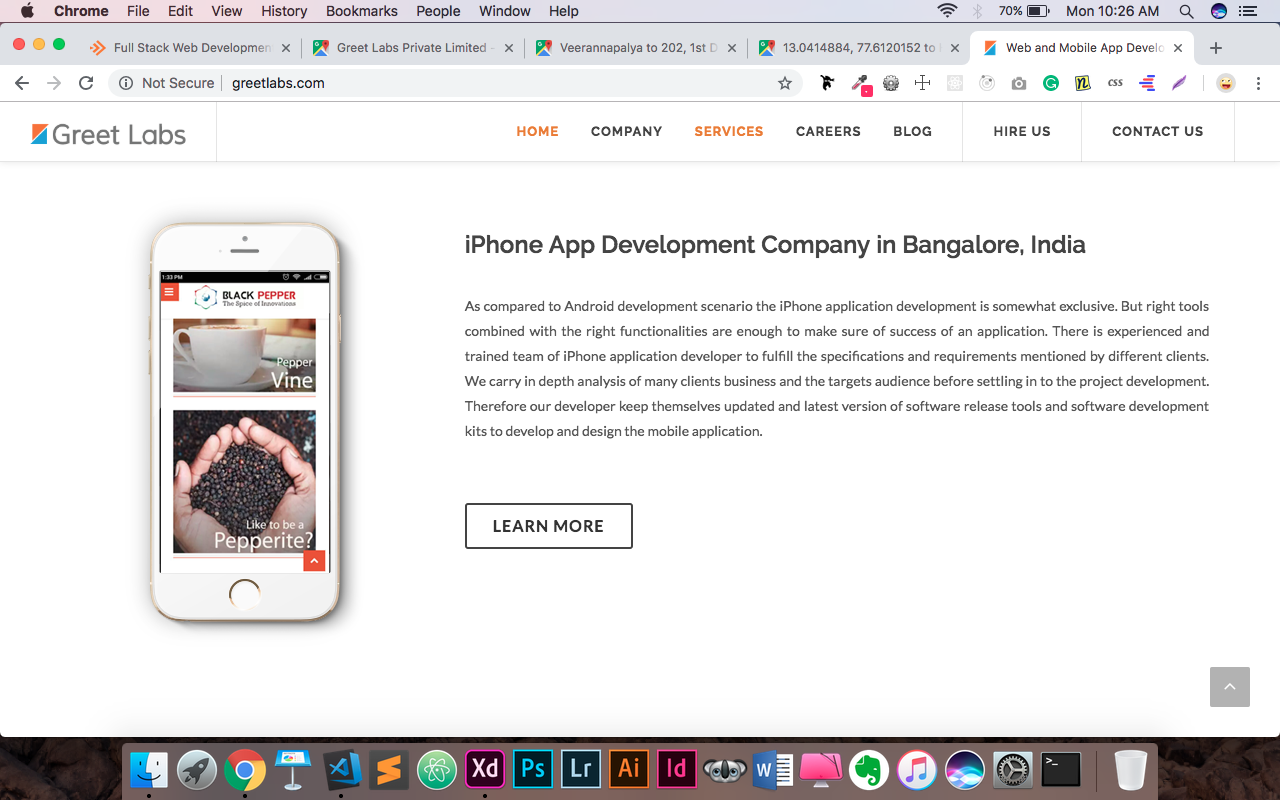 Chrome File Edit View History Bookmarks People Window Help 70% Mon 10:26 AM
Full Stack Web Developmen
Greet Labs Private Limited -
Veerannapalya to 202, 1st D
13.0414884, 77.6120152 to
Web and Mobile App Develo
Not Secure greetlabs.com
css
Greet Labs HOME COMPANY SERVICES CAREERS BLOG HIRE US CONTACT US
1:33 PM
BLACK PEPPER
The Spice of Innovations
Pepper
Vine
Like to be a
Pepperite?
iPhone App Development Company in Bangalore, India
As compared to Android development scenario the iPhone application development is somewhat exclusive. But right tools
combined with the right functionalities are enough to make sure of success of an application. There is experienced and
trained team of iPhone application developer to fulfill the specifications and requirements mentioned by different clients.
We carry in depth analysis of many clients business and the targets audience before settling in to the project development.
Therefore our developer keep themselves updated and latest version of software release tools and software development
kits to develop and design the mobile application.
LEARN MORE
Xd Ps Lr Ai Id W